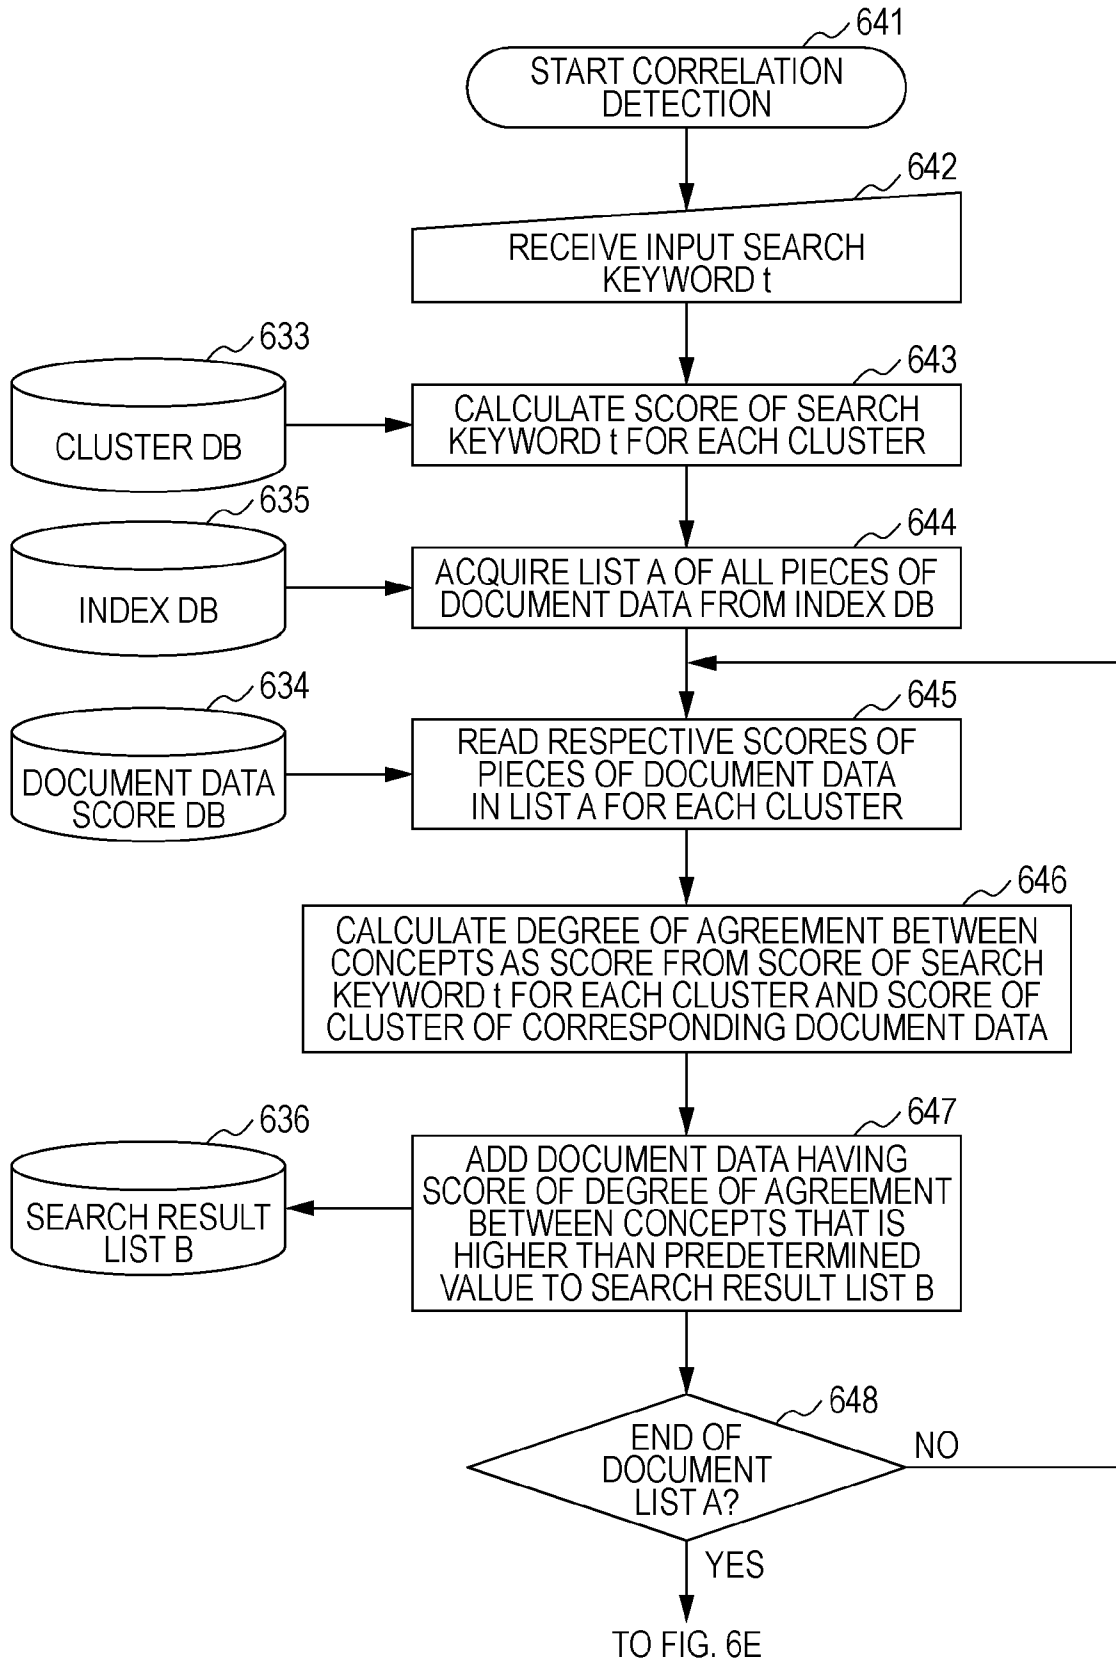 641
START CORRELATION
DETECTION
642
RECEIVE INPUT SEARCH
KEYWORD t
633
CLUSTER DB
643
CALCULATE SCORE OF SEARCH
KEYWORD t FOR EACH CLUSTER
635
INDEX DB
644
ACQUIRE LIST A OF ALL PIECES OF
DOCUMENT DATA FROM INDEX DB
634
DOCUMENT DATA
SCORE DB
645
READ RESPECTIVE SCORES OF
PIECES OF DOCUMENT DATA
IN LIST A FOR EACH CLUSTER
646
CALCULATE DEGREE OF AGREEMENT BETWEEN
CONCEPTS AS SCORE FROM SCORE OF SEARCH
KEYWORD t FOR EACH CLUSTER AND SCORE OF
CLUSTER OF CORRESPONDING DOCUMENT DATA
636
SEARCH RESULT
LIST B
647
ADD DOCUMENT DATA HAVING
SCORE OF DEGREE OF AGREEMENT
BETWEEN CONCEPTS THAT IS
HIGHER THAN PREDETERMINED
VALUE TO SEARCH RESULT LIST B
648
END OF
DOCUMENT
LIST A?
NO
YES
TO FIG. 6E